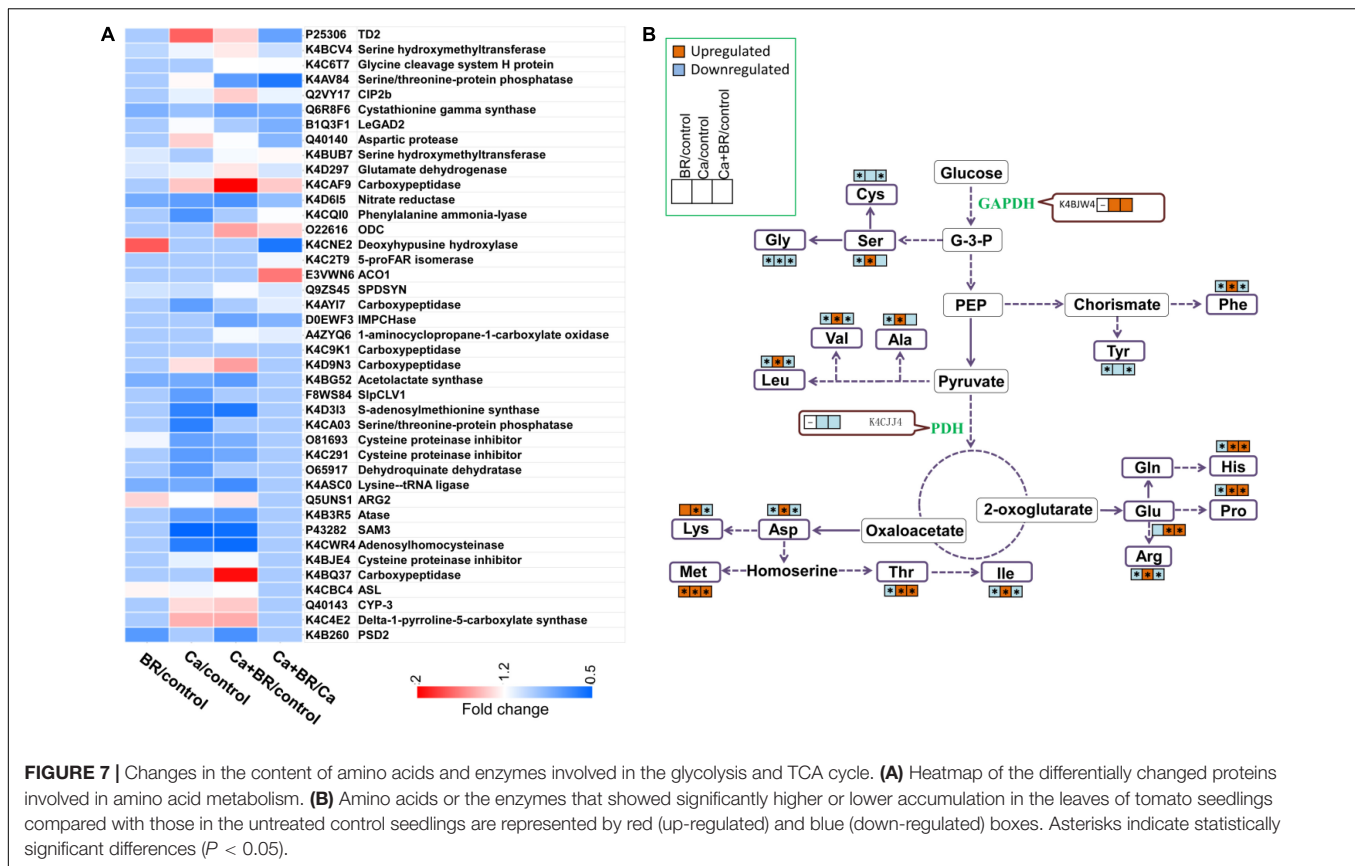 A
P25306 TD2
K4BCV4 Serine hydroxymethyltransferase
K4C6T7 Glycine cleavage system H protein
K4AV84 Serine/threonine-protein phosphatase
Q2VY17 CIP2b
Q6R8F6 Cystathionine gamma synthase
B1Q3F1 LeGAD2
Q40140 Aspartic protease
K4BUB7 Serine hydroxymethyltransferase
K4D297 Glutamate dehydrogenase
K4CAF9 Carboxypeptidase
K4D6I5 Nitrate reductase
K4CQI0 Phenylalanine ammonia-lyase
O22616 ODC
K4CNE2 Deoxyhypusine hydroxylase
K4C2T9 5-proFAR isomerase
E3VWN6 ACO1
Q9ZS45 SPDSYN
K4AYI7 Carboxypeptidase
D0EWF3 IMPCHase
A4ZYQ6 1-aminocyclopropane-1-carboxylate oxidase
K4C9K1 Carboxypeptidase
K4D9N3 Carboxypeptidase
K4BG52 Acetolactate synthase
F8WS84 SlpCLV1
K4D3I3 S-adenosylmethionine synthase
K4CA03 Serine/threonine-protein phosphatase
O81693 Cysteine proteinase inhibitor
K4C291 Cysteine proteinase inhibitor
O65917 Dehydroquinate dehydratase
K4ASC0 Lysine--tRNA ligase
Q5UNS1 ARG2
K4B3R5 Atase
P43282 SAM3
K4CWR4 Adenosylhomocysteinase
K4BJE4 Cysteine proteinase inhibitor
K4BQ37 Carboxypeptidase
K4CBC4 ASL
Q40143 CYP-3
K4C4E2 Delta-1-pyrroline-5-carboxylate synthase
K4B260 PSD2
BR/control
Ca/control
Ca+BR/control
Ca+BR/Ca
2
1.2
0.5
Fold change
B
Upregulated
Downregulated
BR/control
Ca/control
Ca+BR/control
Glucose
GAPDH
K4BJW4 -
* *
Cys
Gly
* * *
Ser
* *
G-3-P
PEP
Chorismate
* * *
Phe
Tyr
* *
* * *
Val
* *
Ala
* * *
Leu
Pyruvate
- K4CJJ4
PDH
Gln
* * *
His
2-oxoglutarate
Glu
* * *
Pro
* *
Arg
* * *
* *
Lys
* * *
Asp
Oxaloacetate
Met
* * *
Homoserine
Thr
* * *
Ile
* * *
FIGURE 7 | Changes in the content of amino acids and enzymes involved in the glycolysis and TCA cycle. (A) Heatmap of the differentially changed proteins
involved in amino acid metabolism. (B) Amino acids or the enzymes that showed significantly higher or lower accumulation in the leaves of tomato seedlings
compared with those in the untreated control seedlings are represented by red (up-regulated) and blue (down-regulated) boxes. Asterisks indicate statistically
significant differences (P < 0.05).